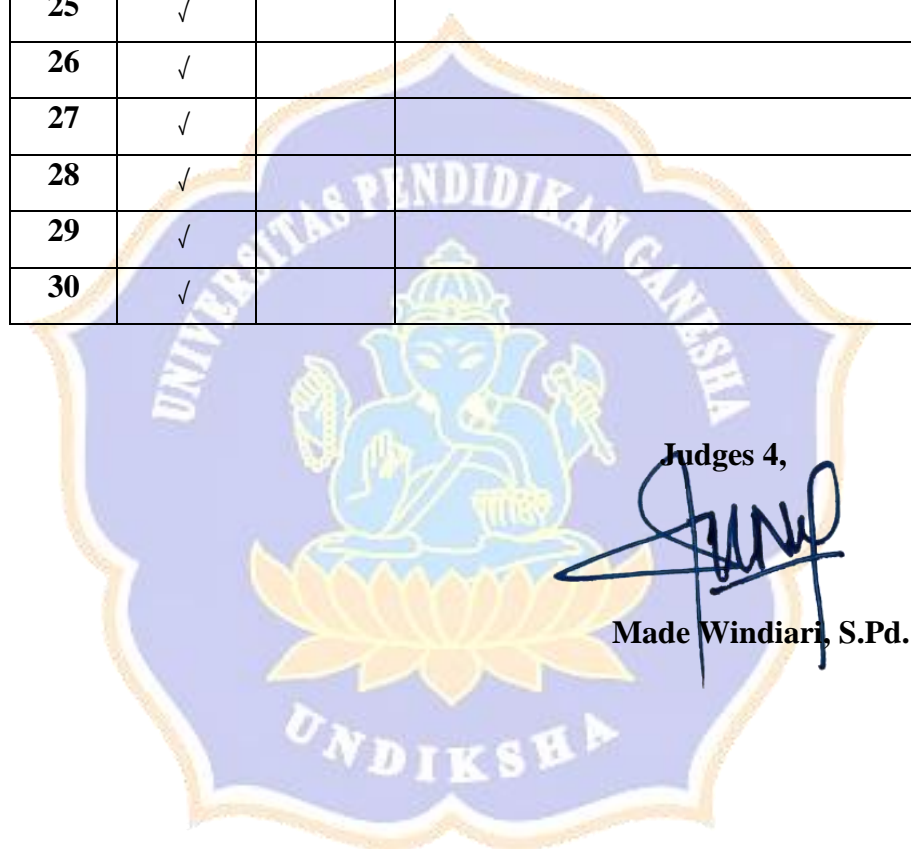 25 √
26 √
27 √
28 √
29 √
30 √
UNIVERSITAS PENDIDIKAN GANESHA
UNDIKSHA
Judges 4,
Made Windiari, S.Pd.